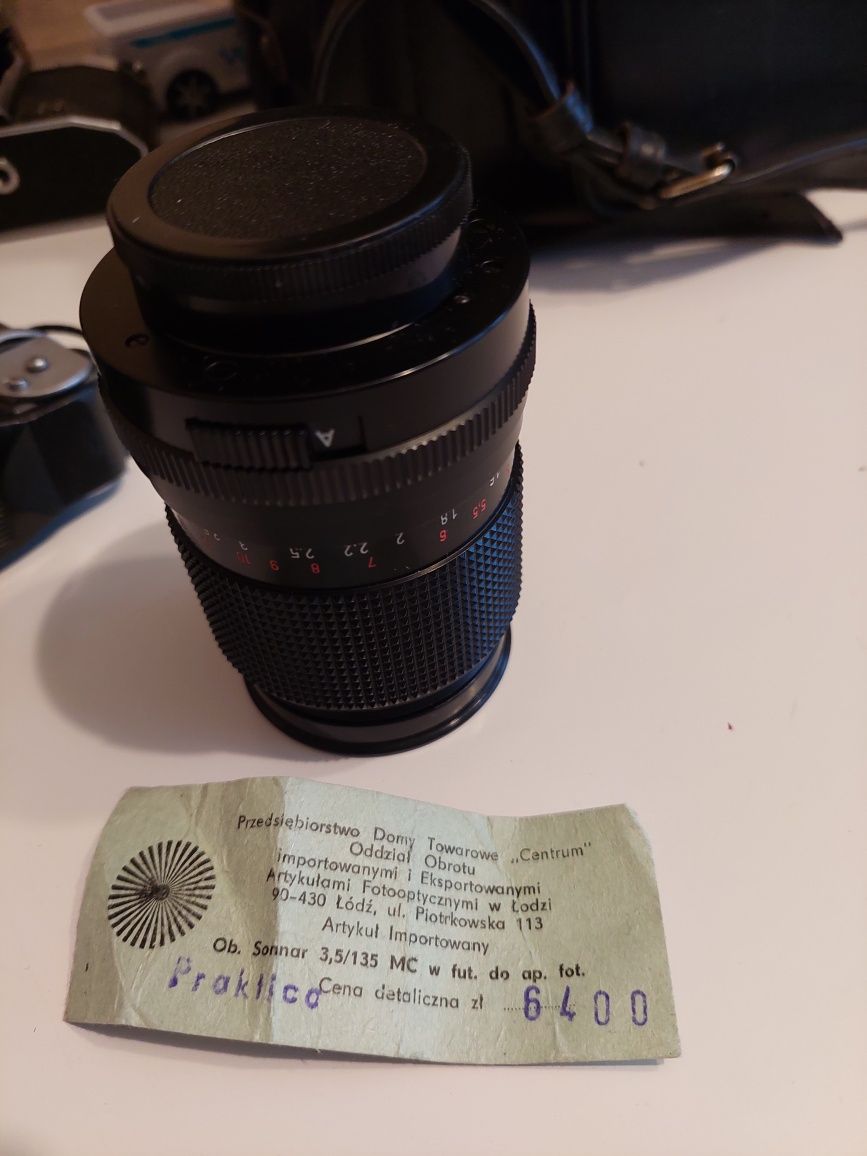 A
5,5 6 7 8 9 10
1.8 2 2.2 2.5 3
Przedsiębiorstwo Domy Towarowe „Centrum”
Oddział Obrotu
importowanymi i Eksportowanymi
Artykułami Fotooptycznymi w Łodzi
90-430 Łódź, ul. Piotrkowska 113
Artykuł Importowany
Ob. Sonnar 3,5/135 MC w fut. do ap. fot.
Praktica Cena detaliczna zł ........ 6400